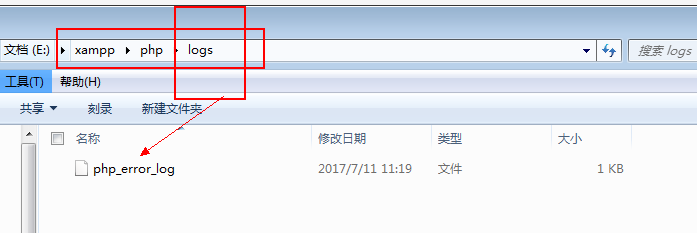 文档 (E:) ▸ xampp ▸ php ▸ logs 搜索 logs
工具(T) 帮助(H)
共享 刻录 新建文件夹
名称 修改日期 类型 大小
php_error_log 2017/7/11 11:19 文件 1 KB